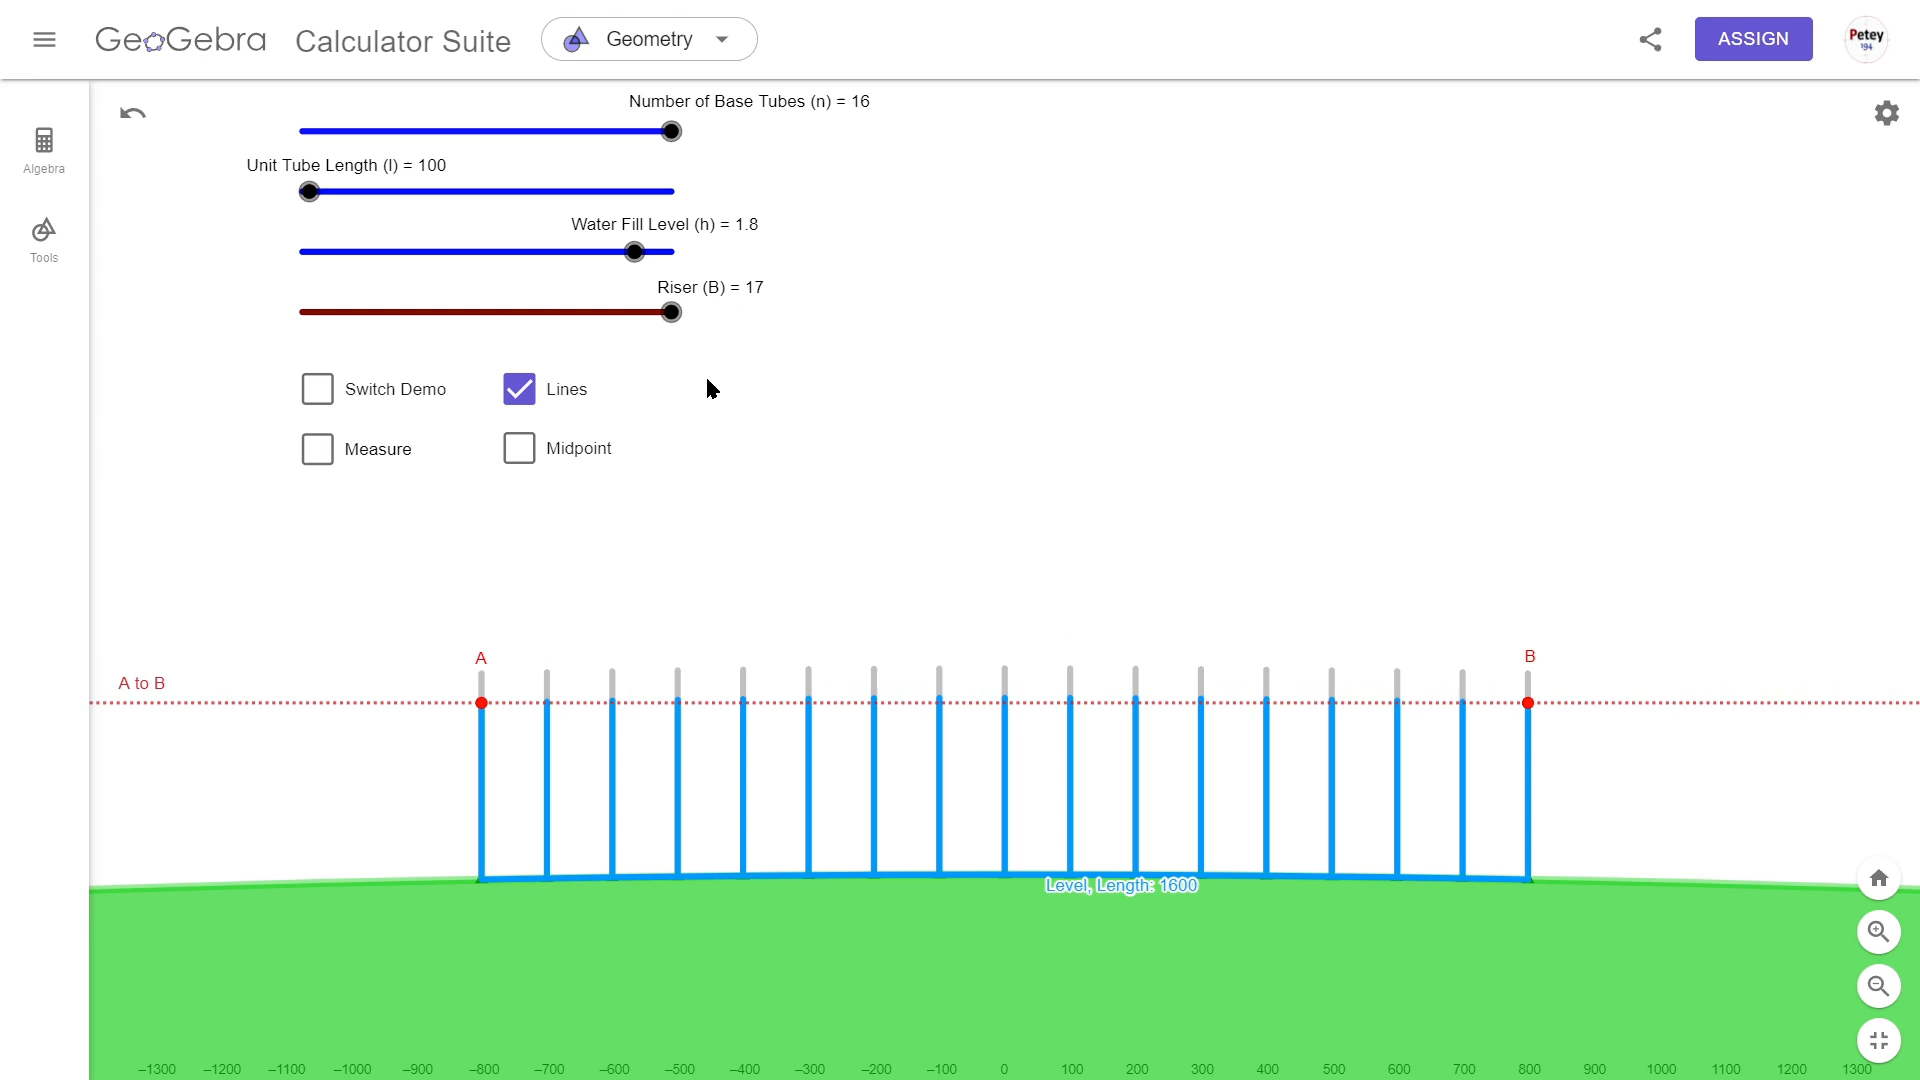 GeoGebra Calculator Suite Geometry ASSIGN Petey 194
Number of Base Tubes (n) = 16
Algebra
Unit Tube Length (l) = 100
Water Fill Level (h) = 1.8
Tools
Riser (B) = 17
Switch Demo Lines
Measure Midpoint
A B
A to B
Level, Length: 1600
–1300 –1200 –1100 –1000 –900 –800 –700 –600 –500 –400 –300 –200 –100 0 100 200 300 400 500 600 700 800 900 1000 1100 1200 1300